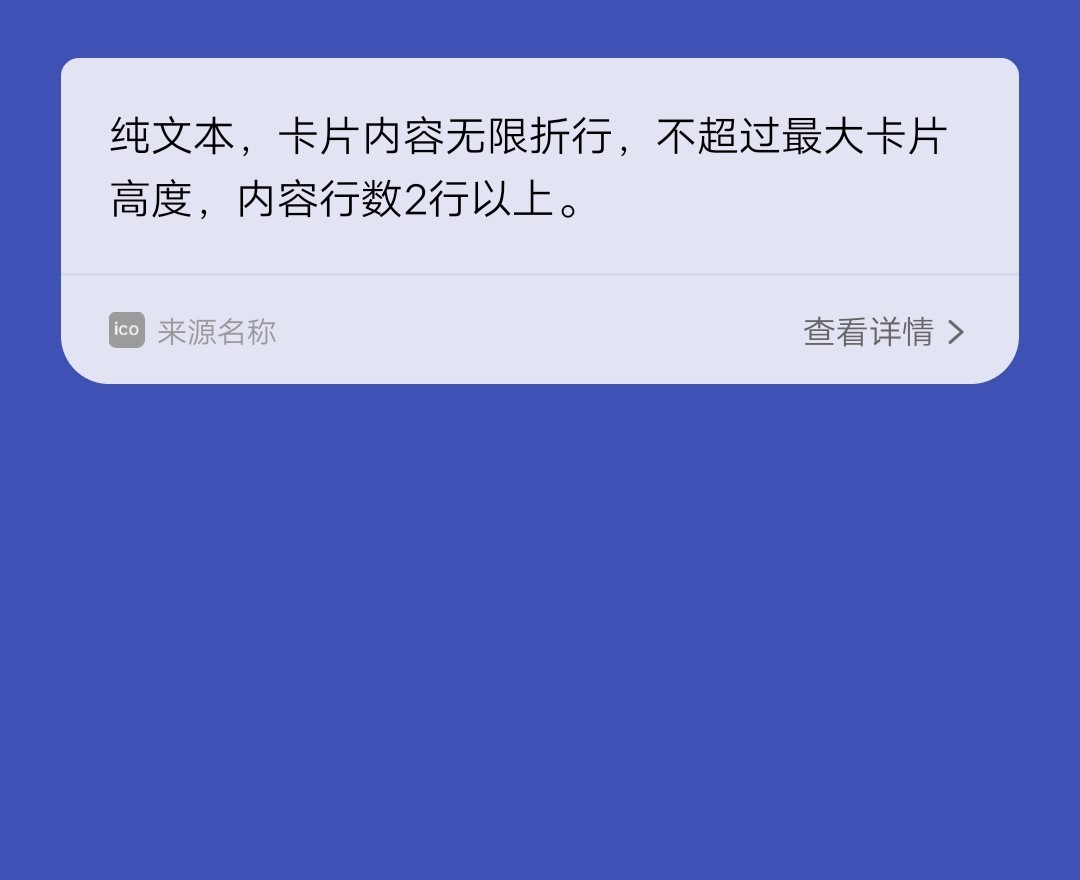 纯文本，卡片内容无限折行，不超过最大卡片
高度，内容行数2行以上。
ico 来源名称 查看详情